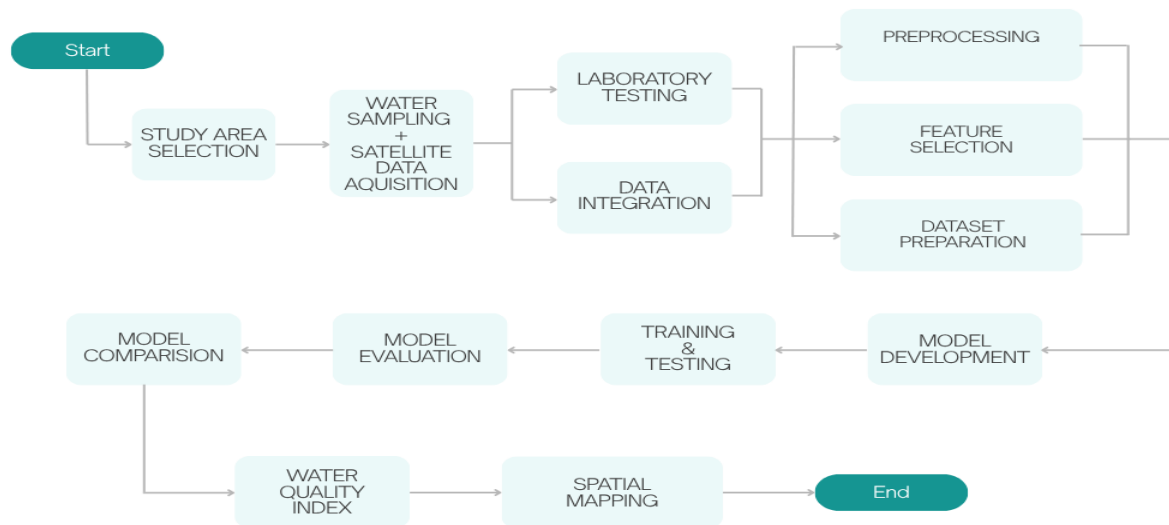 Start
STUDY AREA
SELECTION
WATER
SAMPLING
+
SATELLITE
DATA
AQUISITION
LABORATORY
TESTING
DATA
INTEGRATION
PREPROCESSING
FEATURE
SELECTION
DATASET
PREPARATION
MODEL
DEVELOPMENT
TRAINING
&
TESTING
MODEL
EVALUATION
MODEL
COMPARISION
WATER
QUALITY
INDEX
SPATIAL
MAPPING
End